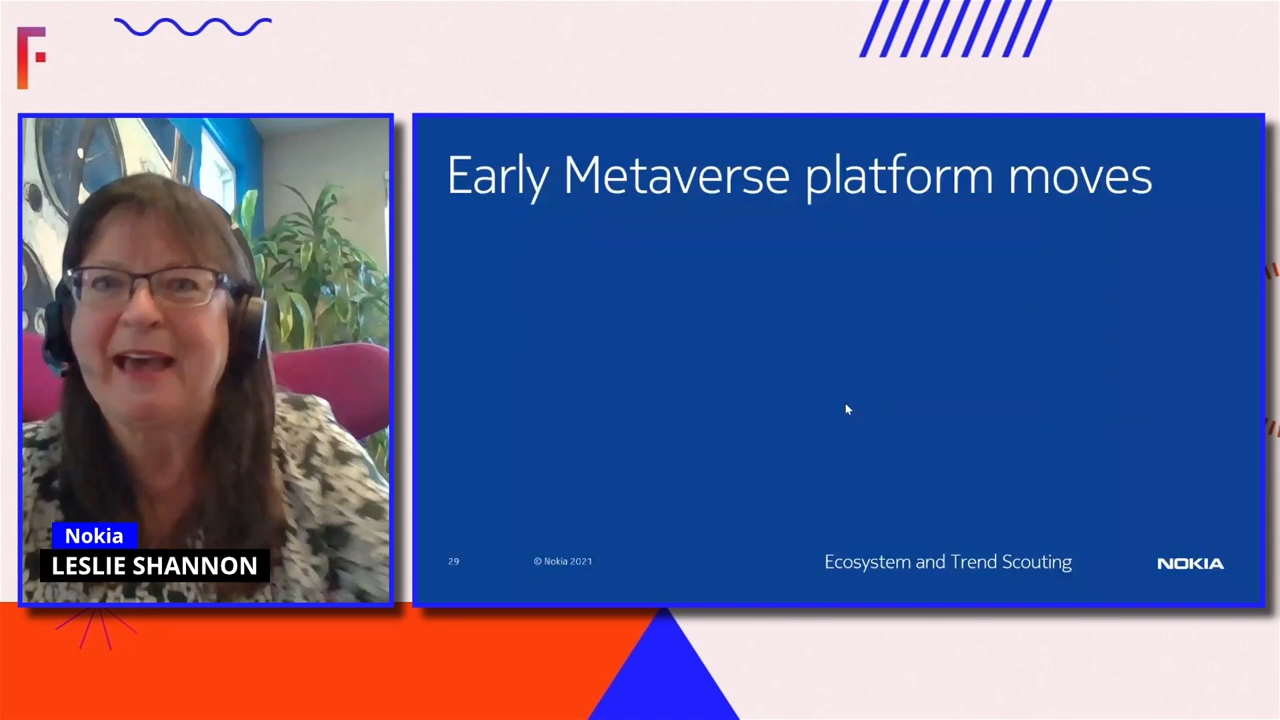 F
Early Metaverse platform moves
Nokia
LESLIE SHANNON
29
© Nokia 2021
Ecosystem and Trend Scouting
NOKIA